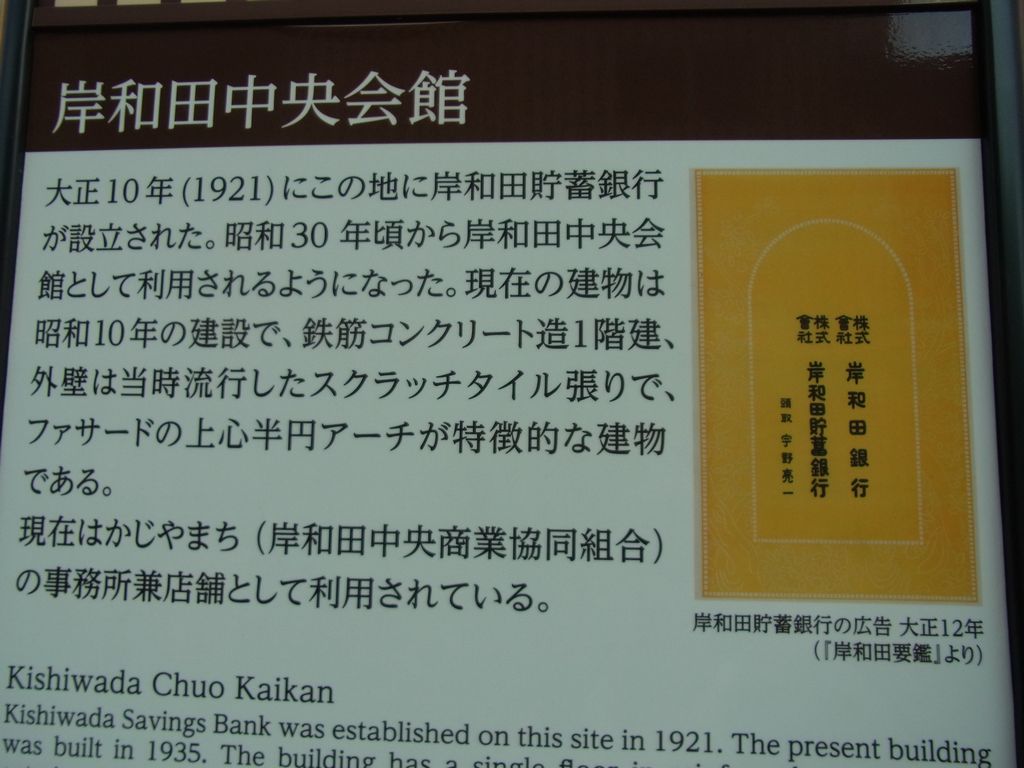 岸和田中央会館
大正10年(1921)にこの地に岸和田貯蓄銀行
が設立された。昭和30 年頃から岸和田中央会
館として利用されるようになった。現在の建物は
昭和10年の建設で、鉄筋コンクリート造1階建、
外壁は当時流行したスクラッチタイル張りで、
ファサードの上心半円アーチが特徴的な建物
である。
現在はかじやまち（岸和田中央商業協同組合）
の事務所兼店舗として利用されている。
株式會社 岸和田銀行
株式會社 岸和田貯蓄銀行
頭取 宇野亮一
岸和田貯蓄銀行の広告 大正12年
(『岸和田要鑑』より)
Kishiwada Chuo Kaikan
Kishiwada Savings Bank was established on this site in 1921. The present building
was built in 1935. The building has a single floor in